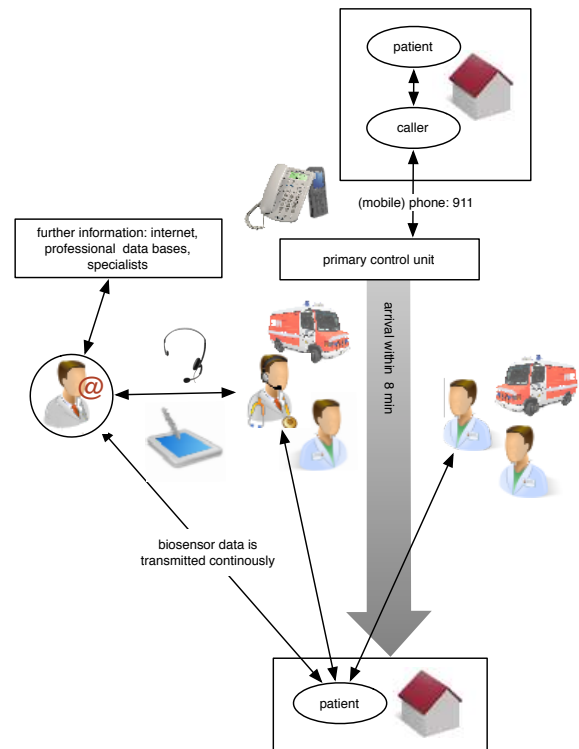 patient
caller
(mobile) phone: 911
further information: internet,
professional data bases,
specialists
primary control unit
arrival within 8 min
@
biosensor data is
transmitted continously
patient